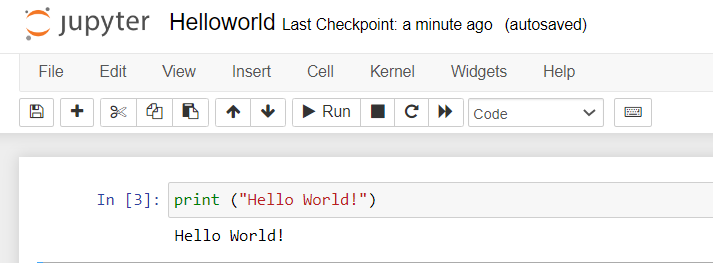 jupyter Helloworld Last Checkpoint: a minute ago (autosaved)
File Edit View Insert Cell Kernel Widgets Help
Run Code
In [3]: print ("Hello World!")
Hello World!